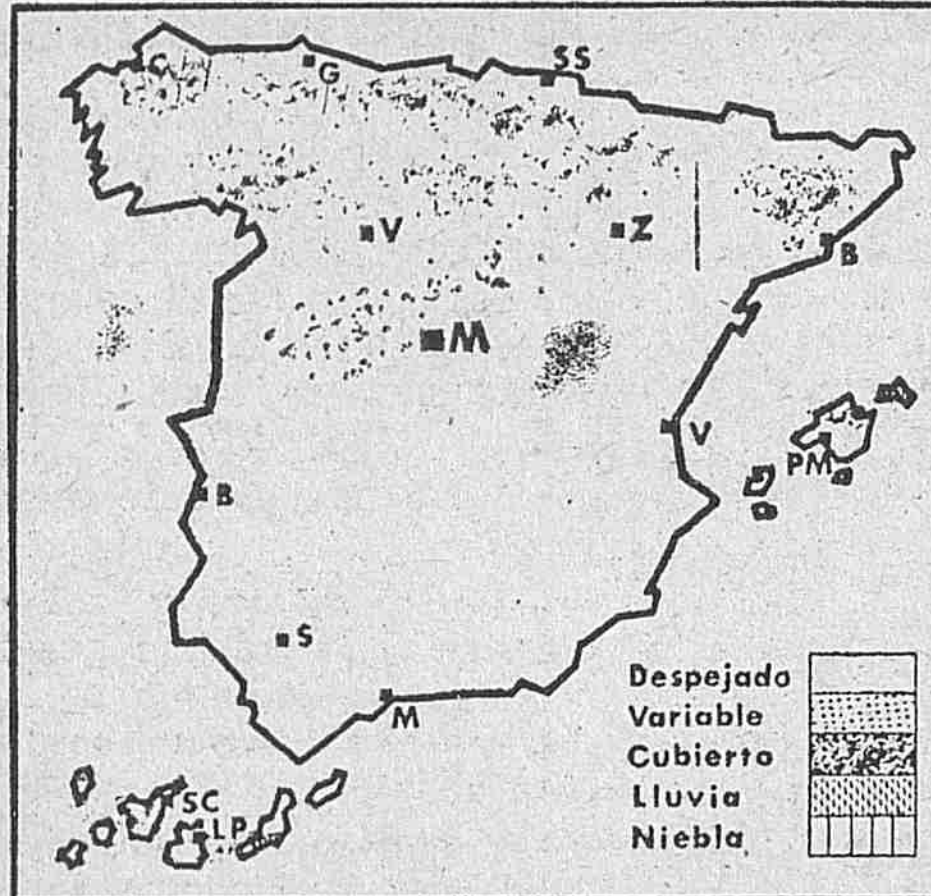 C
G
SS
V
Z
B
M
V
PM
B
S
M
SC
LP
Despejado
Variable
Cubierto
Lluvia
Niebla